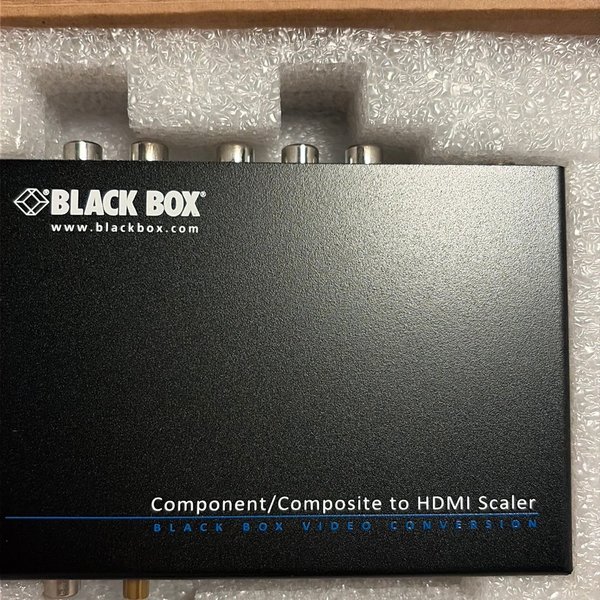 BLACK BOX®
www.blackbox.com
Component/Composite to HDMI Scaler
BLACK BOX VIDEO CONVERSION